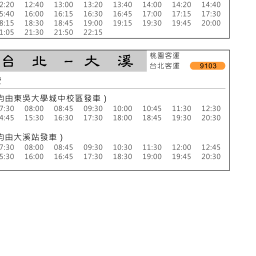 2:20 12:40 13:00 13:20 13:40 14:00 14:20 14:40
5:40 16:00 16:15 16:30 16:45 17:00 17:15 17:30
8:15 18:30 18:45 19:00 19:15 19:30 19:45 20:00
1:05 21:30 21:50 22:15
台 北 － 大 溪
桃園客運
台北客運 9103
均由東吳大學城中校區發車）
7:30 08:00 08:45 09:30 10:00 10:45 11:30 12:30
4:45 15:30 16:30 17:30 18:00 18:45 19:30 20:30
均由大溪站發車）
7:30 08:00 08:45 09:30 10:30 11:30 12:00 12:45
5:30 16:00 16:45 17:30 18:30 19:00 19:45 20:30